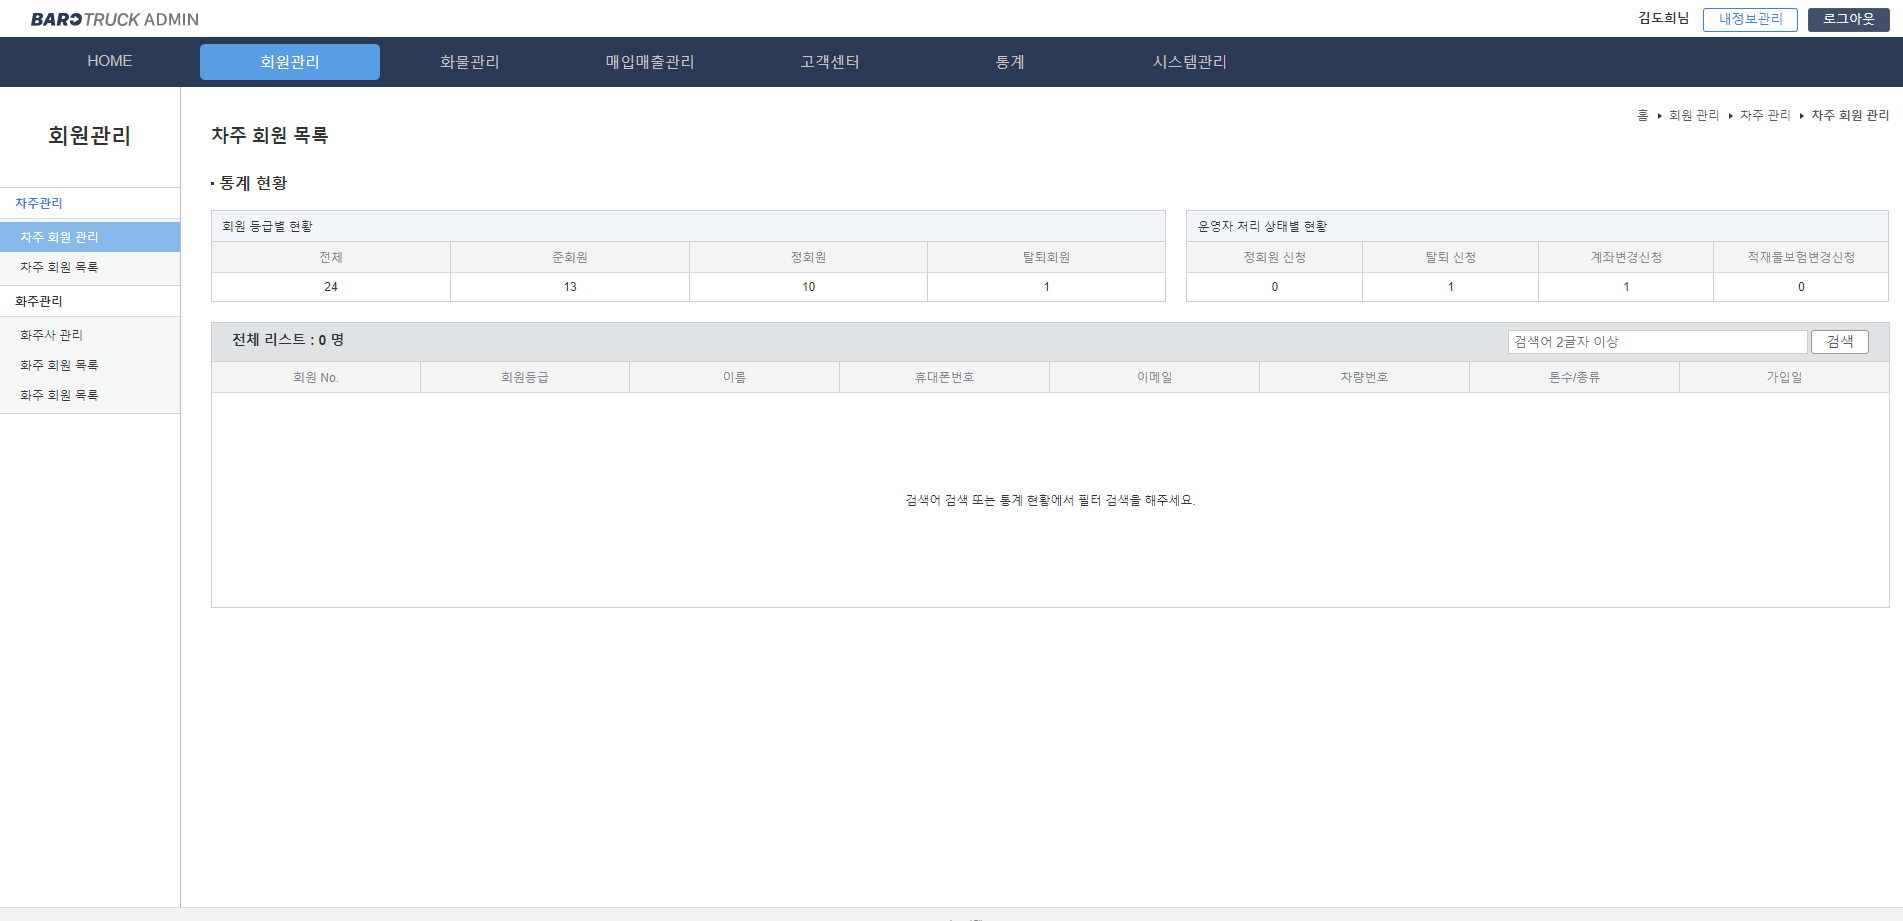 BAROTRUCK ADMIN
김도희님 내정보관리 로그아웃
HOME 회원관리 화물관리 매입매출관리 고객센터 통계 시스템관리
회원관리
차주관리
차주 회원 관리
차주 회원 목록
화주관리
화주사 관리
화주 회원 목록
화주 회원 목록
홈 ▸ 회원 관리 ▸ 차주 관리 ▸ 차주 회원 관리
차주 회원 목록
통계 현황
회원 등급별 현황
전체 준회원 정회원 탈퇴회원
24 13 10 1
운영자 처리 상태별 현황
정회원 신청 탈퇴 신청 계좌변경신청 적재물보험변경신청
0 1 1 0
전체 리스트 : 0 명
검색어 2글자 이상 검색
회원 No. 회원등급 이름 휴대폰번호 이메일 차량번호 톤수/종류 가입일
검색어 검색 또는 통계 현황에서 필터 검색을 해주세요.